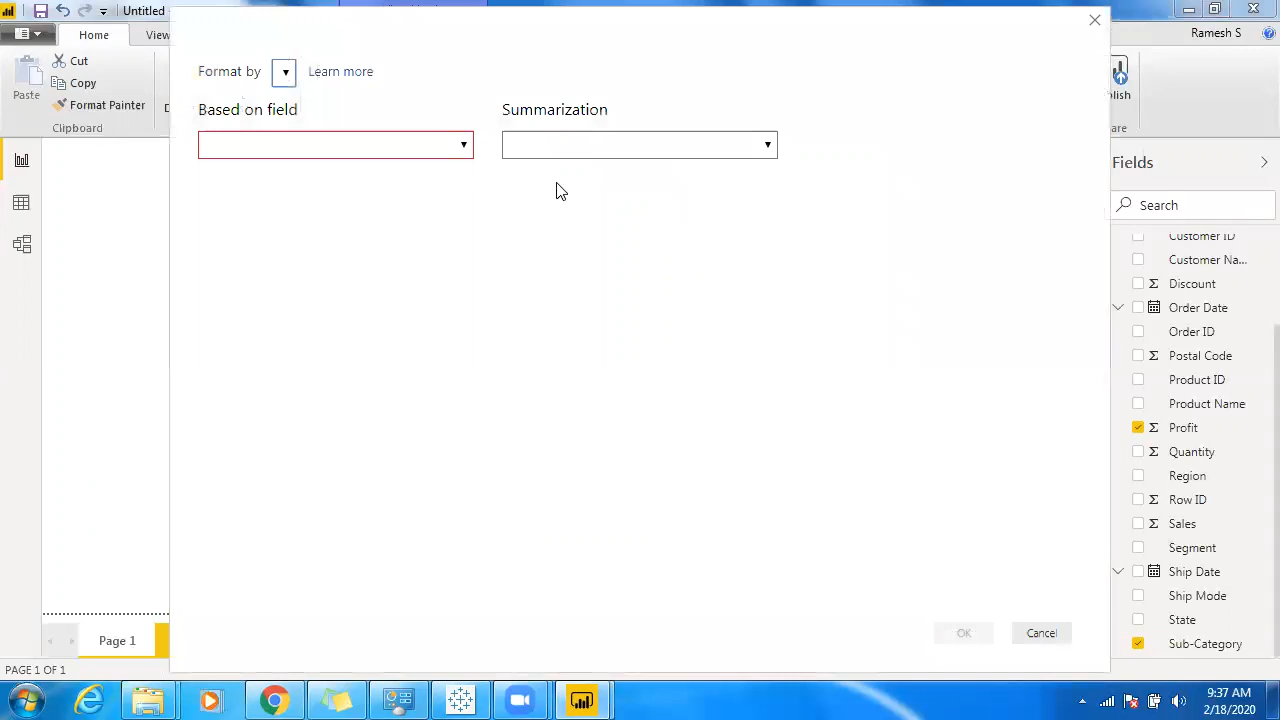 Untitled
Home
View
Ramesh S
Paste
Cut
Copy
Format Painter
Clipboard
Format by
Learn more
Based on field
Summarization
OK
Cancel
Fields
Search
Customer ID
Customer Na...
Discount
Order Date
Order ID
Postal Code
Product ID
Product Name
Profit
Quantity
Region
Row ID
Sales
Segment
Ship Date
Ship Mode
State
Sub-Category
Page 1
PAGE 1 OF 1
9:37 AM
2/18/2020